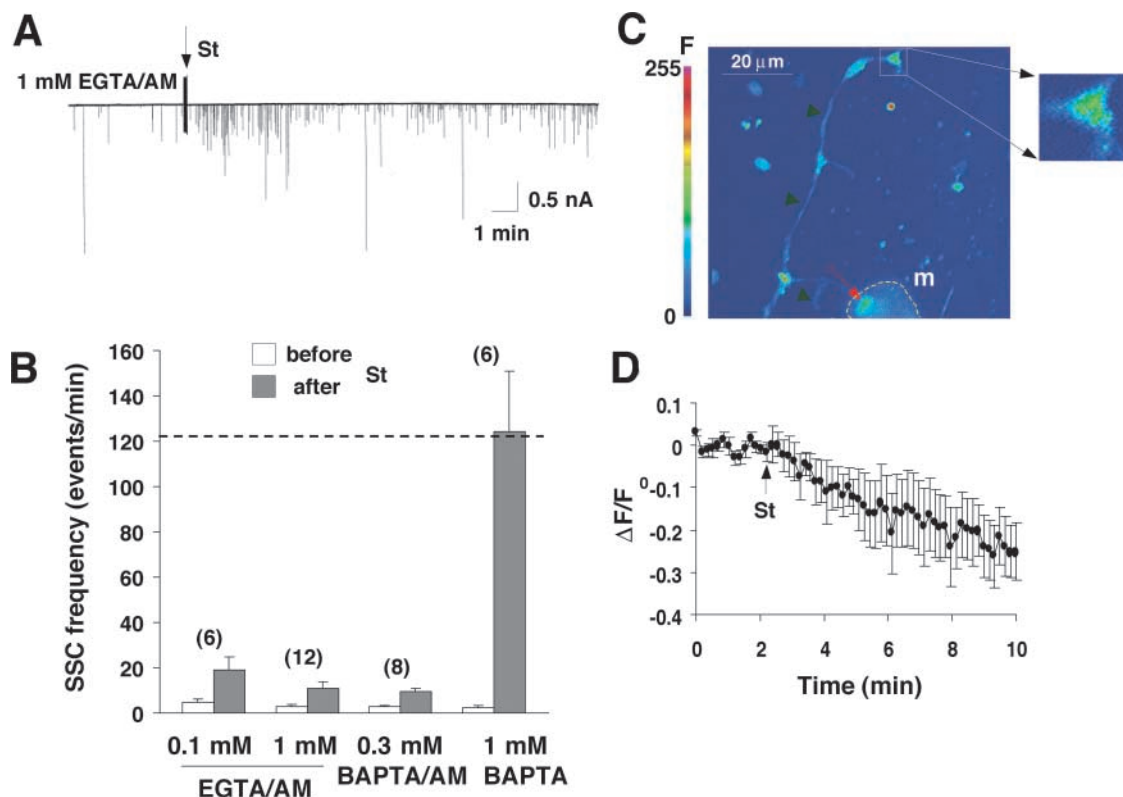 A
St
1 mM EGTA/AM
0.5 nA
1 min
B
SSC frequency (events/min)
160
140
120
100
80
60
40
20
0
before
after
St
(6)
(12)
(8)
(6)
0.1 mM
1 mM
0.3 mM
1 mM
EGTA/AM
BAPTA/AM
BAPTA
C
F
255
0
20 μm
m
D
ΔF/F0
0.1
0
-0.1
-0.2
-0.3
-0.4
St
0
2
4
6
8
10
Time (min)